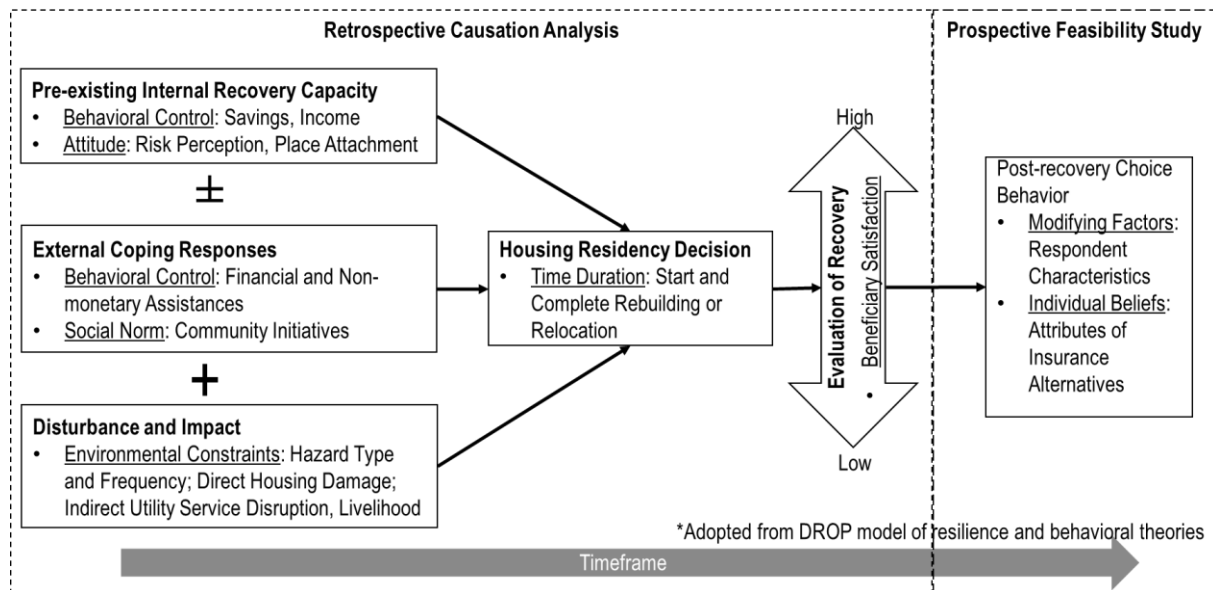 Retrospective Causation Analysis
Prospective Feasibility Study
Pre-existing Internal Recovery Capacity
• Behavioral Control: Savings, Income
• Attitude: Risk Perception, Place Attachment
±
External Coping Responses
• Behavioral Control: Financial and Non-
monetary Assistances
• Social Norm: Community Initiatives
+
Disturbance and Impact
• Environmental Constraints: Hazard Type
and Frequency; Direct Housing Damage;
Indirect Utility Service Disruption, Livelihood
Housing Residency Decision
• Time Duration: Start and
Complete Rebuilding or
Relocation
High
Evaluation of Recovery
• Beneficiary Satisfaction
Low
Post-recovery Choice
Behavior
• Modifying Factors:
Respondent
Characteristics
• Individual Beliefs:
Attributes of
Insurance
Alternatives
*Adopted from DROP model of resilience and behavioral theories
Timeframe